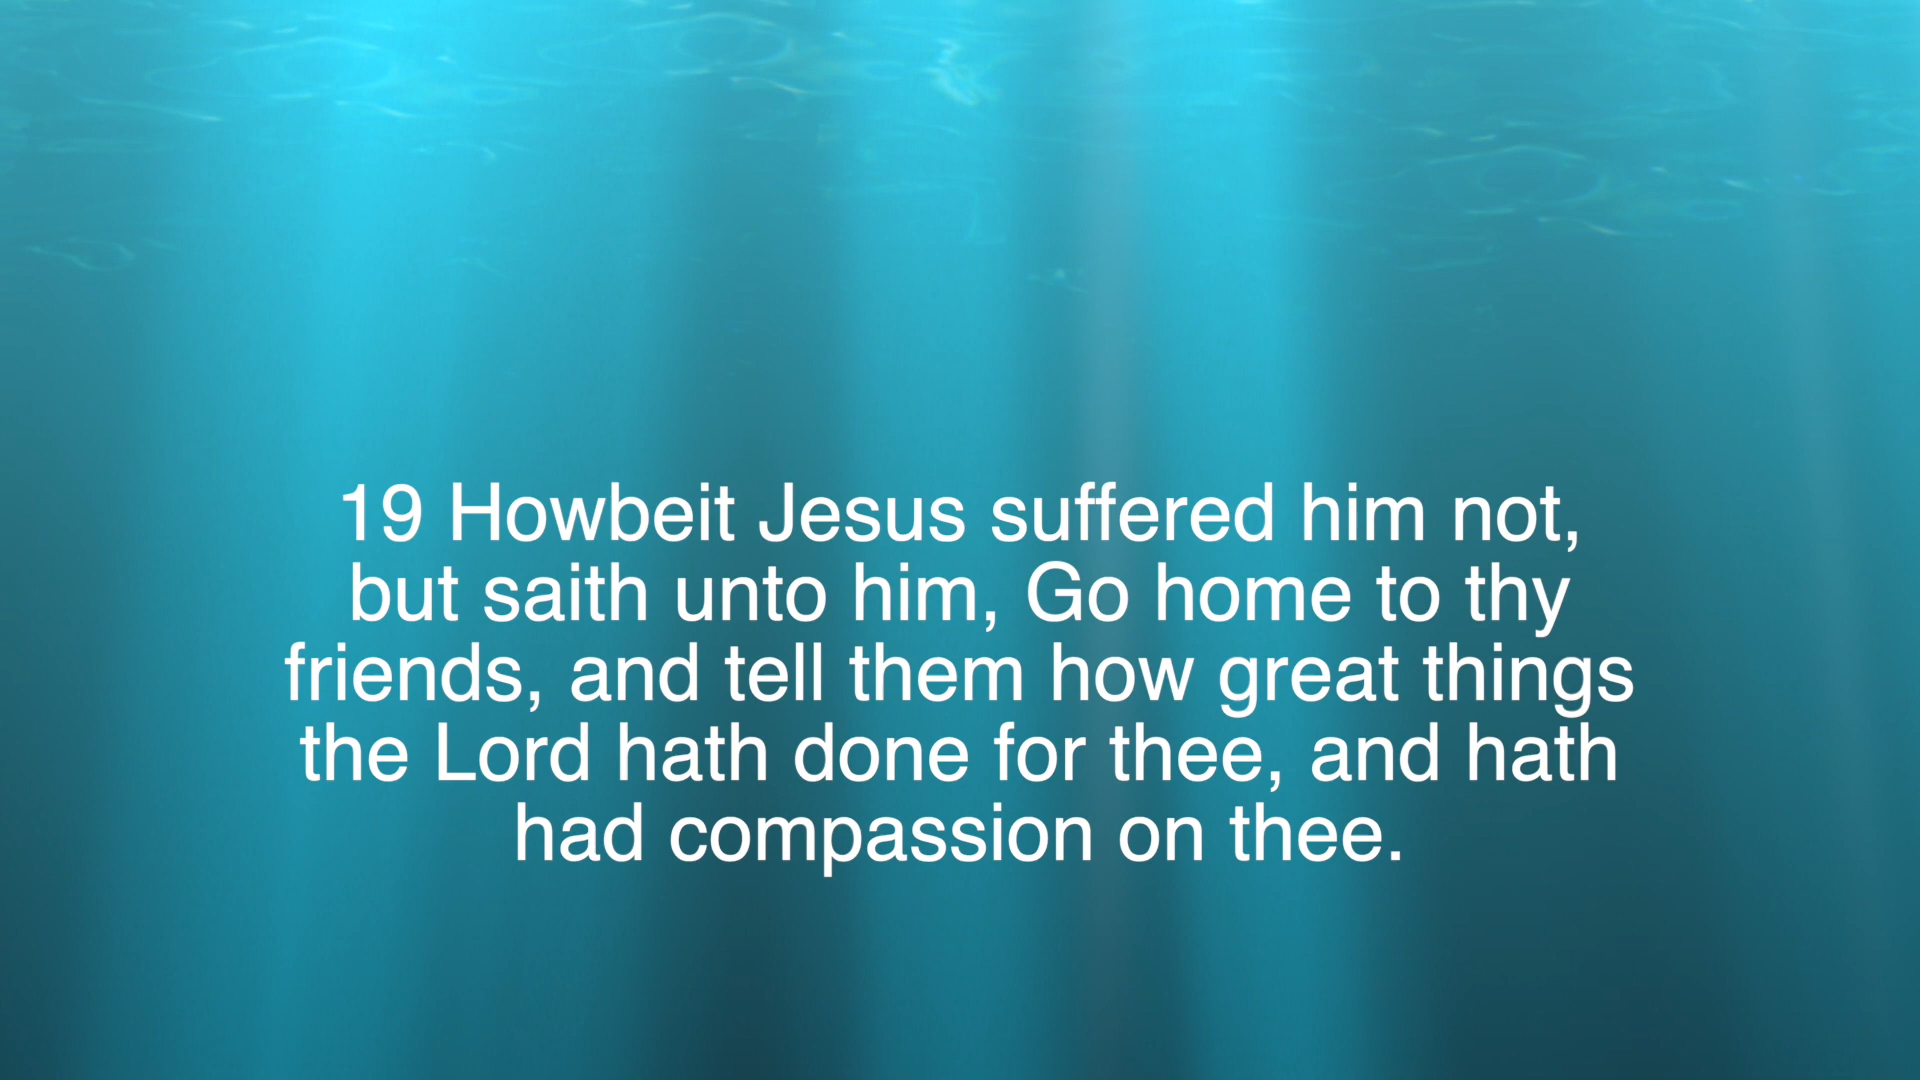 19 Howbeit Jesus suffered him not,
but saith unto him, Go home to thy
friends, and tell them how great things
the Lord hath done for thee, and hath
had compassion on thee.